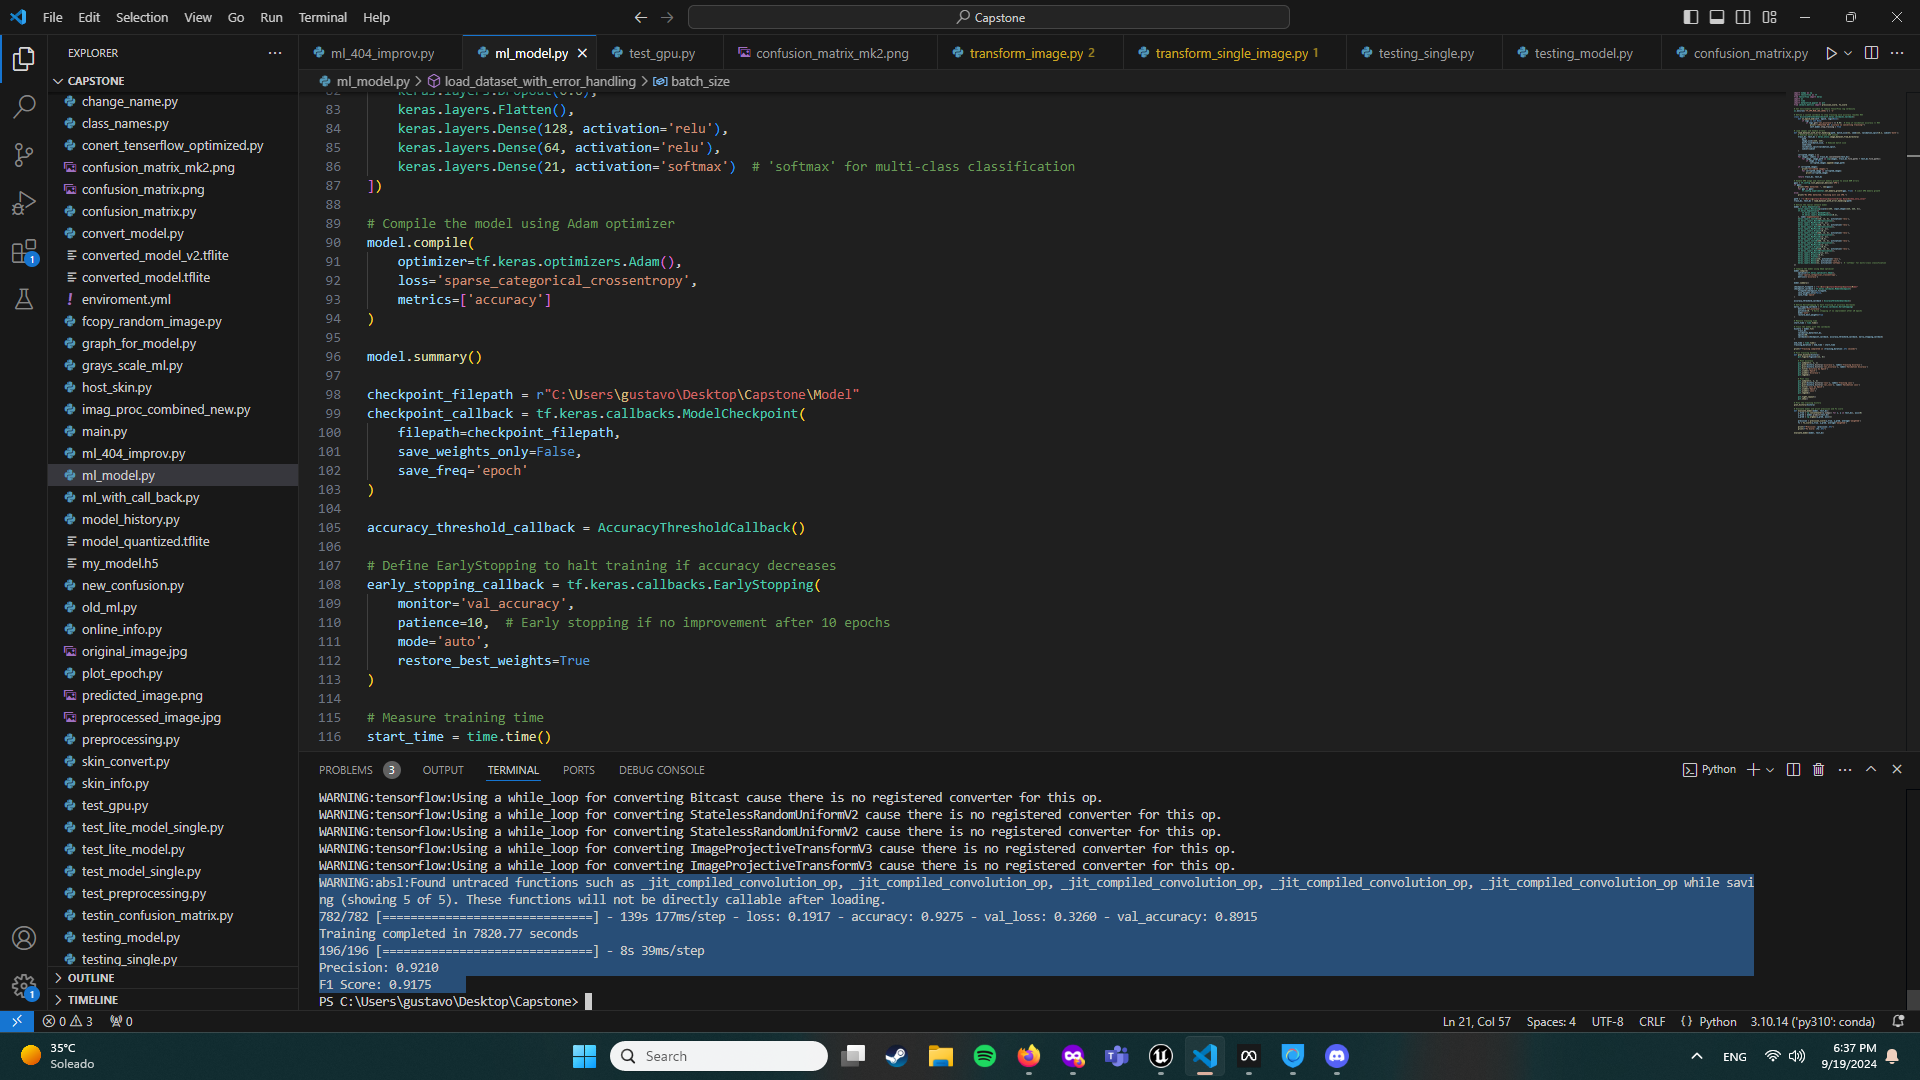 File Edit Selection View Go Run Terminal Help
Capstone
EXPLORER
ml_404_improv.py
ml_model.py
test_gpu.py
confusion_matrix_mk2.png
transform_image.py 2
transform_single_image.py 1
testing_single.py
testing_model.py
confusion_matrix.py
ml_model.py > load_dataset_with_error_handling > batch_size
CAPSTONE
change_name.py
class_names.py
conert_tenserflow_optimized.py
confusion_matrix_mk2.png
confusion_matrix.png
confusion_matrix.py
convert_model.py
converted_model_v2.tflite
converted_model.tflite
! enviroment.yml
fcopy_random_image.py
graph_for_model.py
grays_scale_ml.py
host_skin.py
imag_proc_combined_new.py
main.py
ml_404_improv.py
ml_model.py
ml_with_call_back.py
model_history.py
model_quantized.tflite
my_model.h5
new_confusion.py
old_ml.py
online_info.py
original_image.jpg
plot_epoch.py
predicted_image.png
preprocessed_image.jpg
preprocessing.py
skin_convert.py
skin_info.py
test_gpu.py
test_lite_model_single.py
test_lite_model.py
test_model_single.py
test_preprocessing.py
testin_confusion_matrix.py
testing_model.py
testing_single.py
OUTLINE
TIMELINE
83 keras.layers.Flatten(),
84 keras.layers.Dense(128, activation='relu'),
85 keras.layers.Dense(64, activation='relu'),
86 keras.layers.Dense(21, activation='softmax')  # 'softmax' for multi-class classification
87 ])
88
89 # Compile the model using Adam optimizer
90 model.compile(
91 optimizer=tf.keras.optimizers.Adam(),
92 loss='sparse_categorical_crossentropy',
93 metrics=['accuracy']
94 )
95
96 model.summary()
97
98 checkpoint_filepath = r"C:\Users\gustavo\Desktop\Capstone\Model"
99 checkpoint_callback = tf.keras.callbacks.ModelCheckpoint(
100 filepath=checkpoint_filepath,
101 save_weights_only=False,
102 save_freq='epoch'
103 )
104
105 accuracy_threshold_callback = AccuracyThresholdCallback()
106
107 # Define EarlyStopping to halt training if accuracy decreases
108 early_stopping_callback = tf.keras.callbacks.EarlyStopping(
109 monitor='val_accuracy',
110 patience=10,  # Early stopping if no improvement after 10 epochs
111 mode='auto',
112 restore_best_weights=True
113 )
114
115 # Measure training time
116 start_time = time.time()
PROBLEMS 3 OUTPUT TERMINAL PORTS DEBUG CONSOLE
Python
WARNING:tensorflow:Using a while_loop for converting Bitcast cause there is no registered converter for this op.
WARNING:tensorflow:Using a while_loop for converting StatelessRandomUniformV2 cause there is no registered converter for this op.
WARNING:tensorflow:Using a while_loop for converting StatelessRandomUniformV2 cause there is no registered converter for this op.
WARNING:tensorflow:Using a while_loop for converting ImageProjectiveTransformV3 cause there is no registered converter for this op.
WARNING:tensorflow:Using a while_loop for converting ImageProjectiveTransformV3 cause there is no registered converter for this op.
WARNING:absl:Found untraced functions such as _jit_compiled_convolution_op, _jit_compiled_convolution_op, _jit_compiled_convolution_op, _jit_compiled_convolution_op, _jit_compiled_convolution_op while savi
ng (showing 5 of 5). These functions will not be directly callable after loading.
782/782 [==============================] - 139s 177ms/step - loss: 0.1917 - accuracy: 0.9275 - val_loss: 0.3260 - val_accuracy: 0.8915
Training completed in 7820.77 seconds
196/196 [==============================] - 8s 39ms/step
Precision: 0.9210
F1 Score: 0.9175
PS C:\Users\gustavo\Desktop\Capstone>
0 3 0
Ln 21, Col 57 Spaces: 4 UTF-8 CRLF {} Python 3.10.14 ('py310': conda)
35°C
Soleado
Search
ENG
6:37 PM
9/19/2024